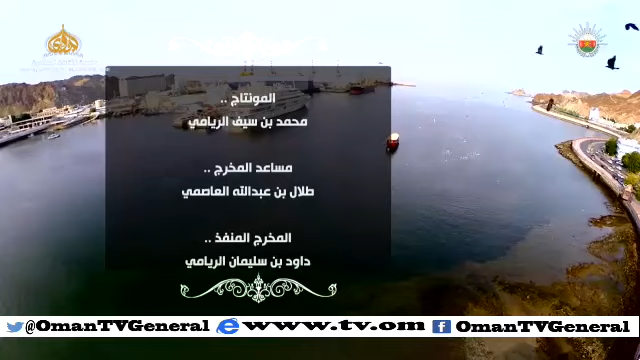 المونتاج ..
محمد بن سيف الريامي
مساعد المخرج ..
طلال بن عبدالله العاصمي
المخرج المنفذ ..
داود بن سليمان الريامي
@OmanTVGeneral www.tv.om OmanTVGeneral